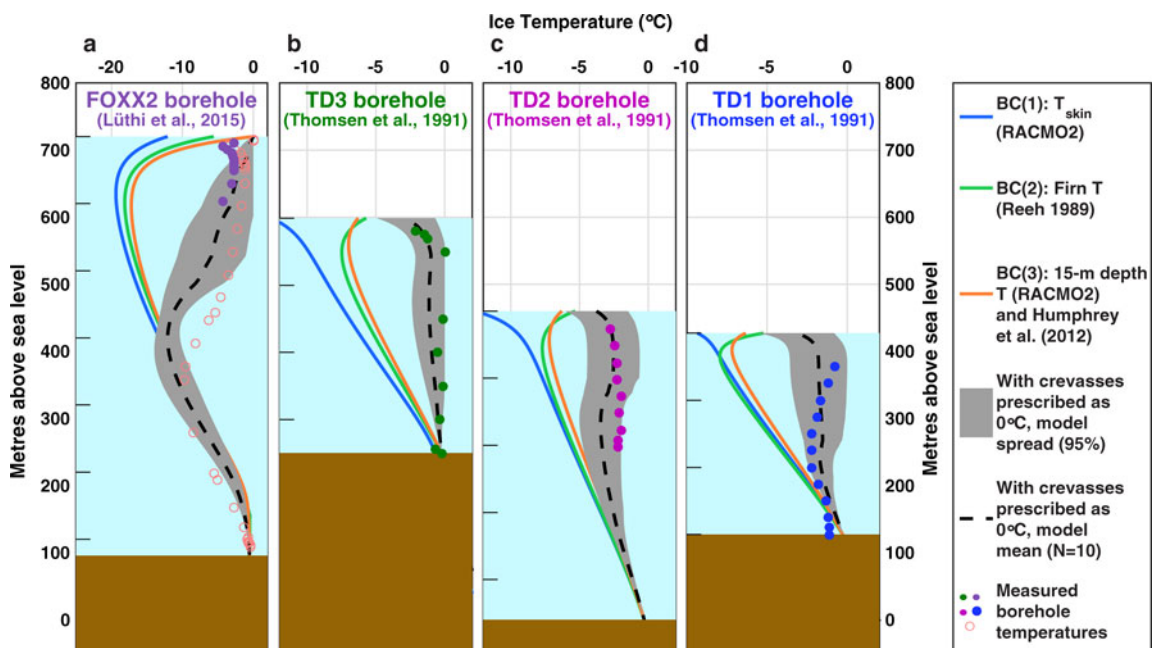 Ice Temperature (ºC)
a
b
c
d
-20 -10 0
-10 -5 0
-10 -5 0
-10 -5 0
FOXX2 borehole
(Lüthi et al., 2015)
TD3 borehole
(Thomsen et al., 1991)
TD2 borehole
(Thomsen et al., 1991)
TD1 borehole
(Thomsen et al., 1991)
Metres above sea level
800
700
600
500
400
300
200
100
0
Metres above sea level
800
700
600
500
400
300
200
100
0
BC(1): T skin
(RACMO2)
BC(2): Firn T
(Reeh 1989)
BC(3): 15-m depth
T (RACMO2)
and Humphrey
et al. (2012)
With crevasses
prescribed as
0ºC, model
spread (95%)
With crevasses
prescribed as
0ºC, model
mean (N=10)
Measured
borehole
temperatures